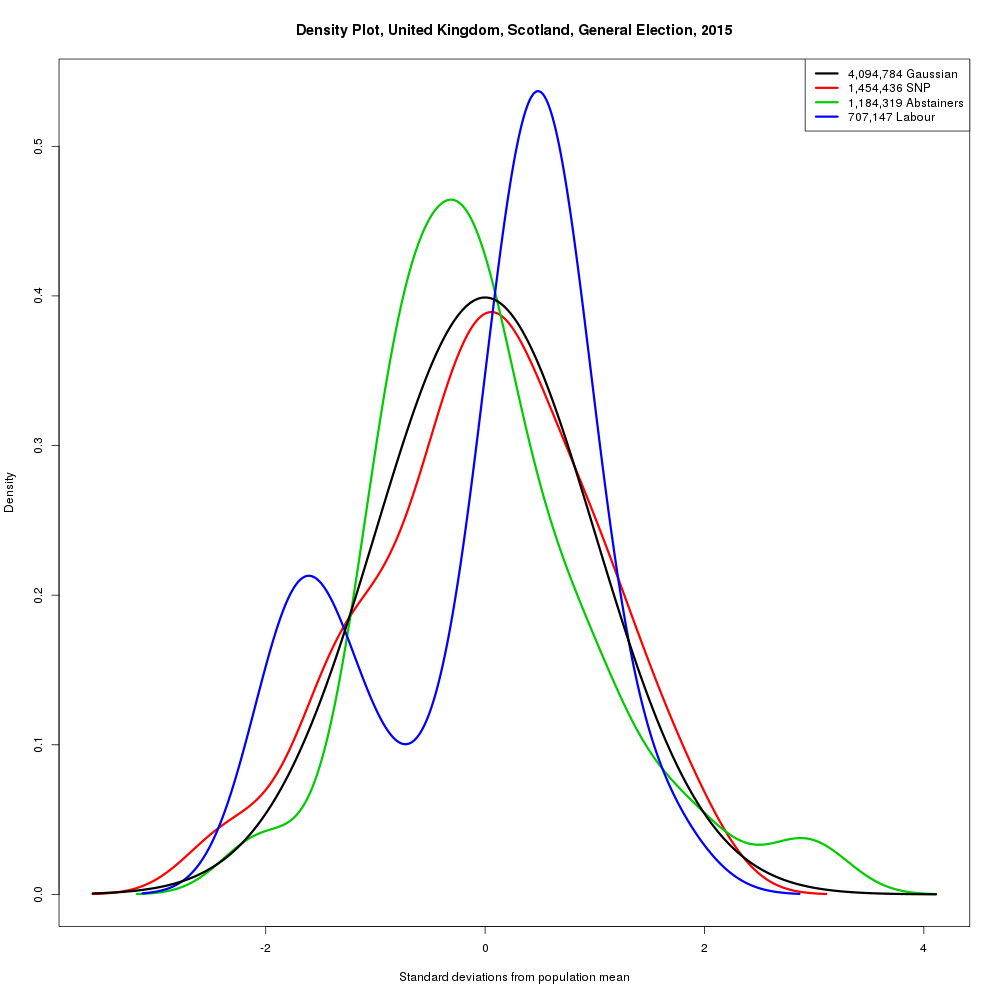 Density Plot, United Kingdom, Scotland, General Election, 2015
4,094,784 Gaussian
1,454,436 SNP
1,184,319 Abstainers
707,147 Labour
0.5
0.4
0.3
0.2
0.1
0.0
Density
-2 0 2 4
Standard deviations from population mean